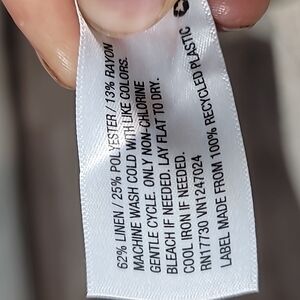 62% LINEN / 25% POLYESTER / 13% RAYON
MACHINE WASH COLD WITH LIKE COLORS.
GENTLE CYCLE. ONLY NON-CHLORINE
BLEACH IF NEEDED. LAY FLAT TO DRY.
COOL IRON IF NEEDED.
RN17730 VN1247024
LABEL MADE FROM 100% RECYCLED PLASTIC